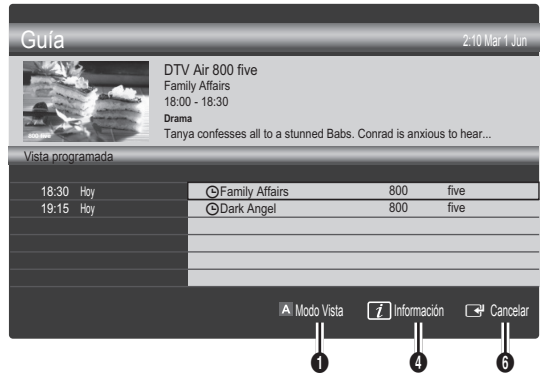 Guía 2:10 Mar 1 Jun
DTV Air 800 five
Family Affairs
18:00 - 18:30
Drama
Tanya confesses all to a stunned Babs. Conrad is anxious to hear...
800 five
Vista programada
18:30 Hoy Family Affairs 800 five
19:15 Hoy Dark Angel 800 five
A Modo Vista i Información Cancelar
1 4 6